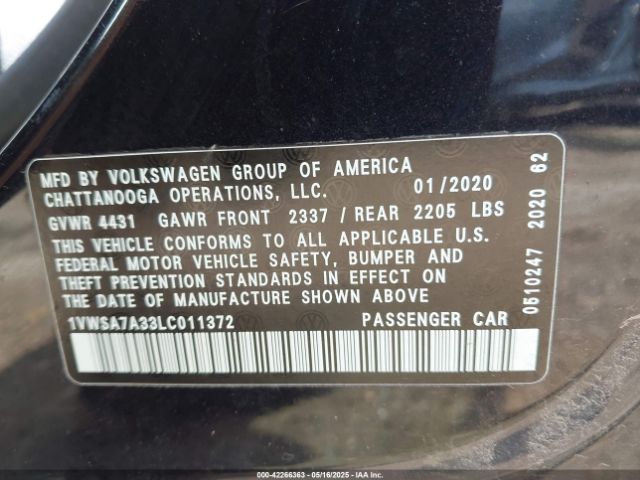 MFD BY VOLKSWAGEN GROUP OF AMERICA
CHATTANOOGA OPERATIONS, LLC. 01/2020
GVWR 4431 GAWR FRONT 2337 / REAR 2205 LBS
THIS VEHICLE CONFORMS TO ALL APPLICABLE U.S.
FEDERAL MOTOR VEHICLE SAFETY, BUMPER AND
THEFT PREVENTION STANDARDS IN EFFECT ON
THE DATE OF MANUFACTURE SHOWN ABOVE
1VWSA7A33LC011372 PASSENGER CAR
0510247 2020 62
000-42266363 - 05/16/2025 - IAAI.COM